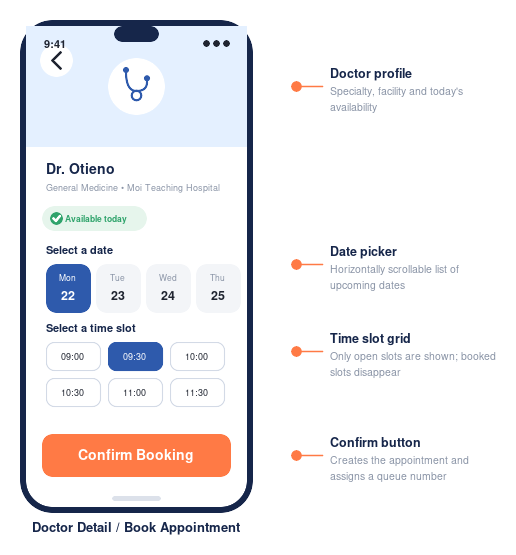 9:41
Dr. Otieno
General Medicine • Moi Teaching Hospital
Available today
Select a date
Mon Tue Wed Thu
22 23 24 25
Select a time slot
09:00 09:30 10:00
10:30 11:00 11:30
Confirm Booking
Doctor Detail / Book Appointment
Doctor profile
Specialty, facility and today's
availability
Date picker
Horizontally scrollable list of
upcoming dates
Time slot grid
Only open slots are shown; booked
slots disappear
Confirm button
Creates the appointment and
assigns a queue number